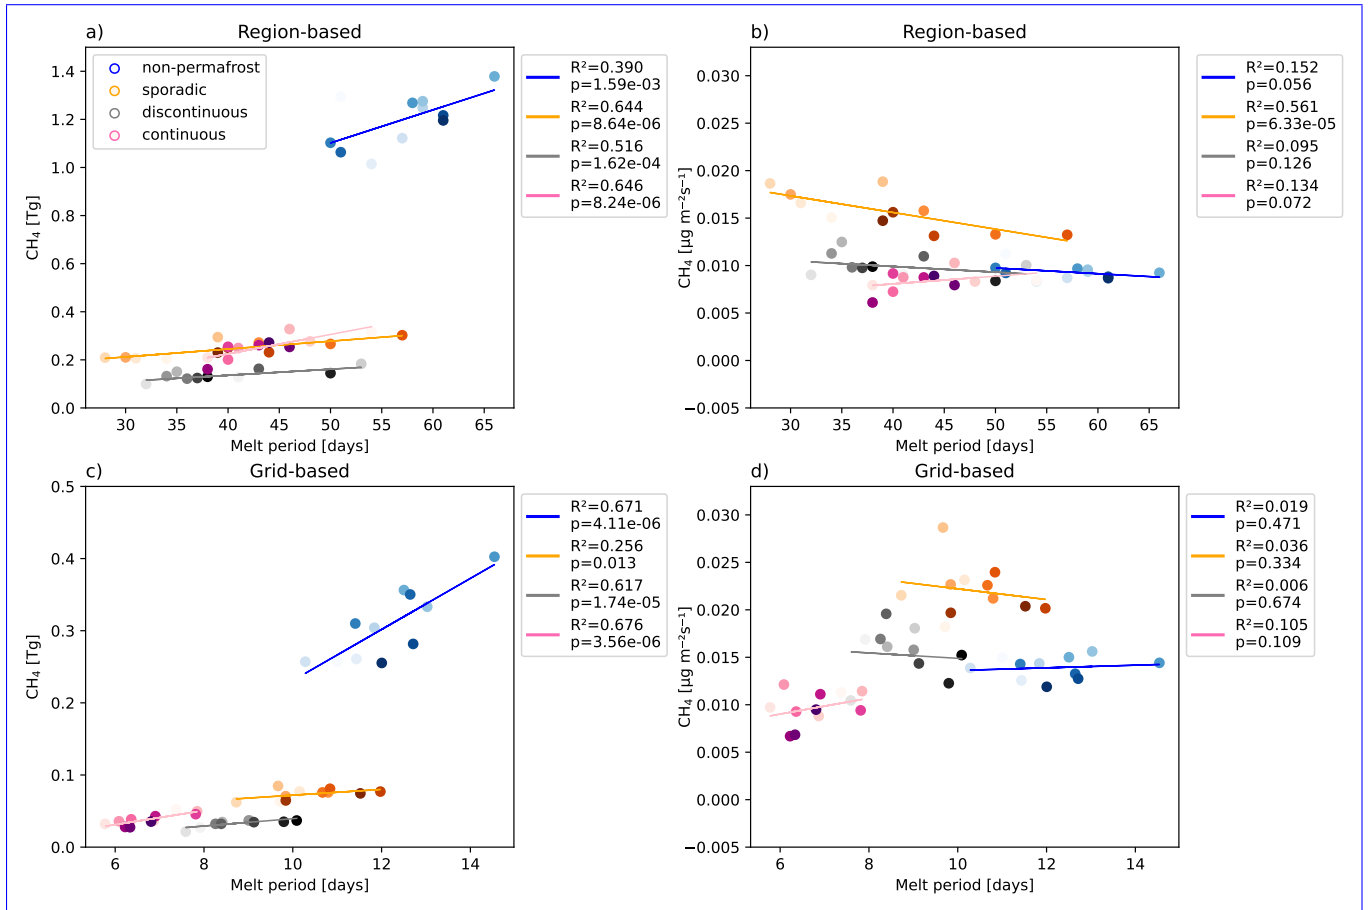 a)
Region-based
non-permafrost
sporadic
discontinuous
continuous
R²=0.390
p=1.59e-03
R²=0.644
p=8.64e-06
R²=0.516
p=1.62e-04
R²=0.646
p=8.24e-06
CH₄ [Tg]
1.4
1.2
1.0
0.8
0.6
0.4
0.2
0.0
30 35 40 45 50 55 60 65
Melt period [days]
b)
Region-based
R²=0.152
p=0.056
R²=0.561
p=6.33e-05
R²=0.095
p=0.126
R²=0.134
p=0.072
CH₄ [µg m⁻²s⁻¹]
0.030
0.025
0.020
0.015
0.010
0.005
0.000
−0.005
30 35 40 45 50 55 60 65
Melt period [days]
c)
Grid-based
R²=0.671
p=4.11e-06
R²=0.256
p=0.013
R²=0.617
p=1.74e-05
R²=0.676
p=3.56e-06
CH₄ [Tg]
0.5
0.4
0.3
0.2
0.1
0.0
6 8 10 12 14
Melt period [days]
d)
Grid-based
R²=0.019
p=0.471
R²=0.036
p=0.334
R²=0.006
p=0.674
R²=0.105
p=0.109
CH₄ [µg m⁻²s⁻¹]
0.030
0.025
0.020
0.015
0.010
0.005
0.000
−0.005
6 8 10 12 14
Melt period [days]